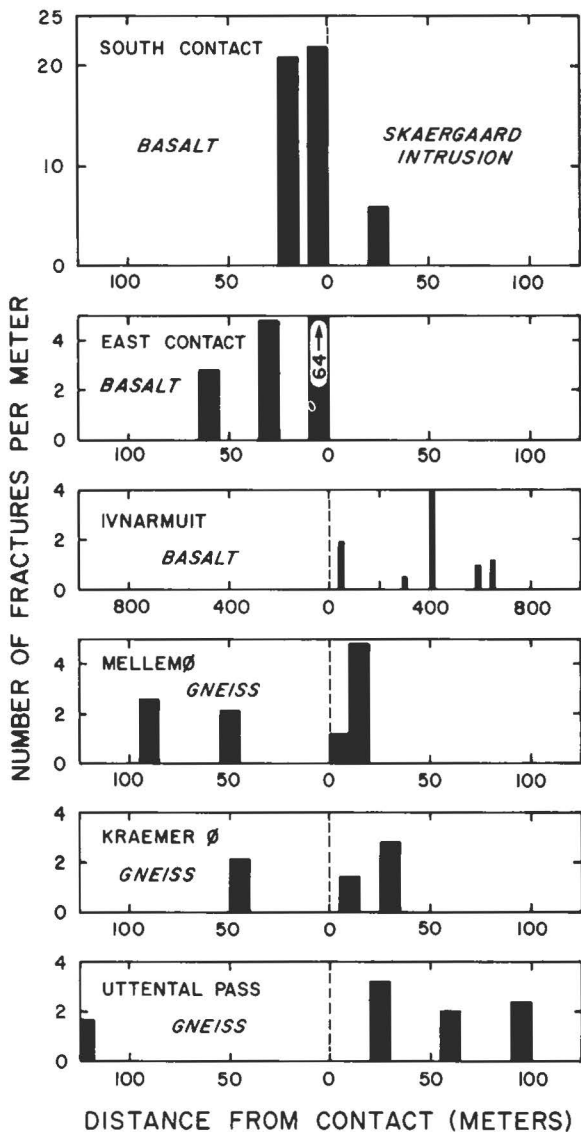 NUMBER OF FRACTURES PER METER
25
20
10
0
SOUTH CONTACT
BASALT
SKAERGAARD
INTRUSION
100 50 0 50 100
4
2
0
EAST CONTACT
BASALT
64→
100 50 0 50 100
4
2
0
IVNARMUIT
BASALT
800 400 0 400 800
4
2
0
MELLEMØ
GNEISS
100 50 0 50 100
4
2
0
KRAEMER Ø
GNEISS
100 50 0 50 100
4
2
0
UTTENTAL PASS
GNEISS
100 50 0 50 100
DISTANCE FROM CONTACT (METERS)